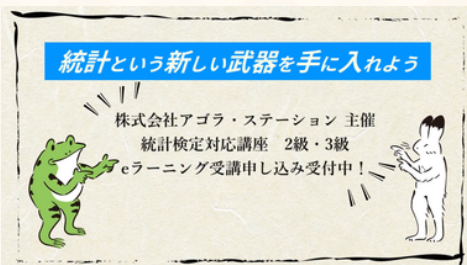 統計という新しい武器を手に入れよう
株式会社アゴラ・ステーション 主催
統計検定対応講座　2級・3級
eラーニング受講申し込み受付中！